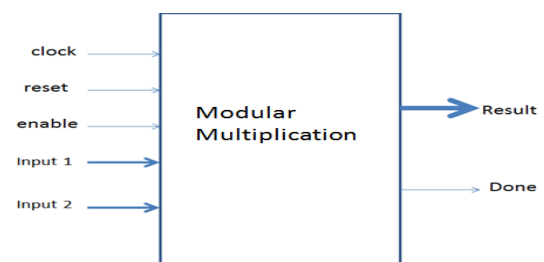 clock
reset
enable
Input 1
Input 2
Modular
Multiplication
Result
Done